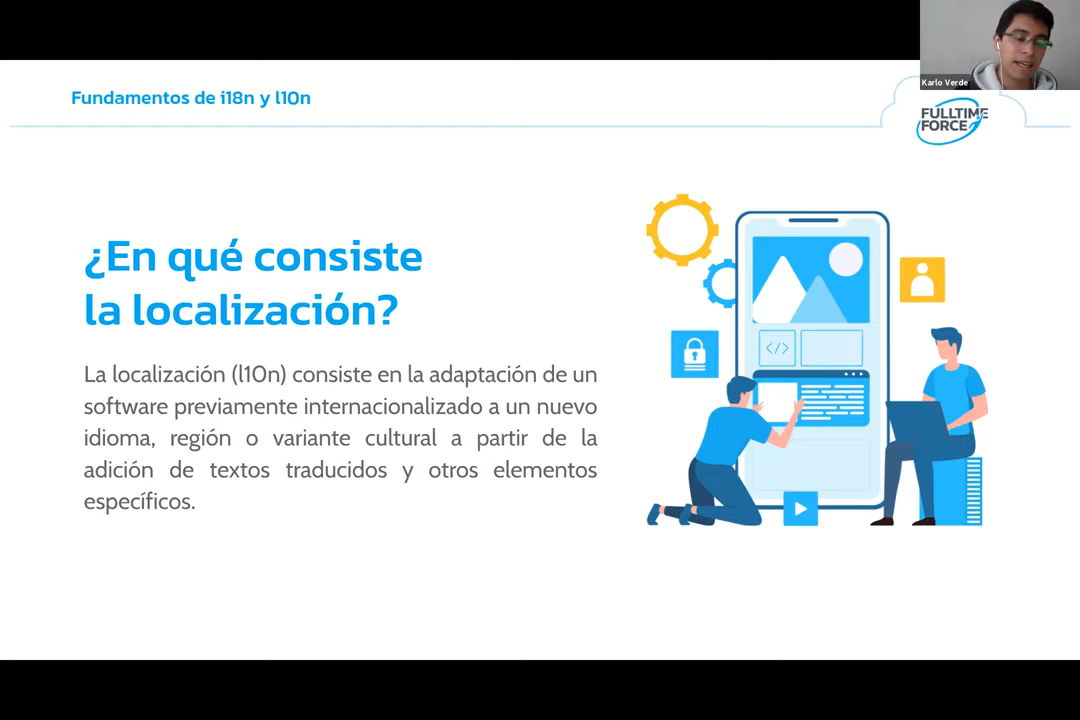 Karlo Verde
Fundamentos de i18n y l10n
FULLTIME
FORCE
¿En qué consiste
la localización?
La localización (l10n) consiste en la adaptación de un
software previamente internacionalizado a un nuevo
idioma, región o variante cultural a partir de la
adición de textos traducidos y otros elementos
específicos.
</>